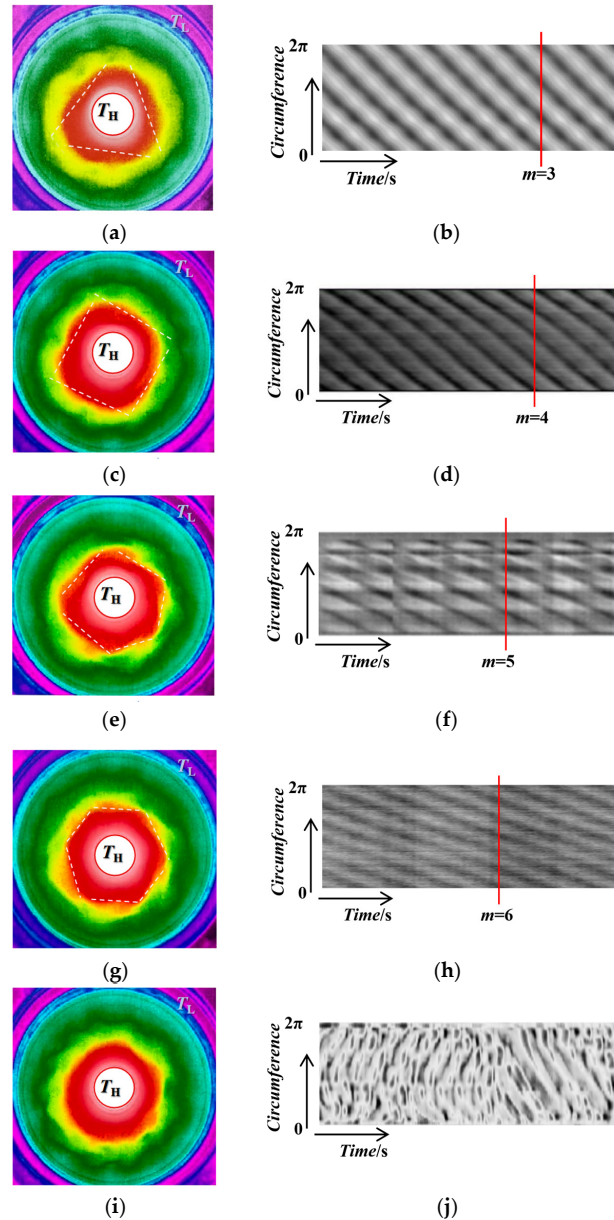 T_L
T_H
(a)
Circumference
2π
0
Time/s
m=3
(b)
T_L
T_H
(c)
Circumference
2π
0
Time/s
m=4
(d)
T_L
T_H
(e)
Circumference
2π
0
Time/s
m=5
(f)
T_L
T_H
(g)
Circumference
2π
0
Time/s
m=6
(h)
T_L
T_H
(i)
Circumference
2π
0
Time/s
(j)